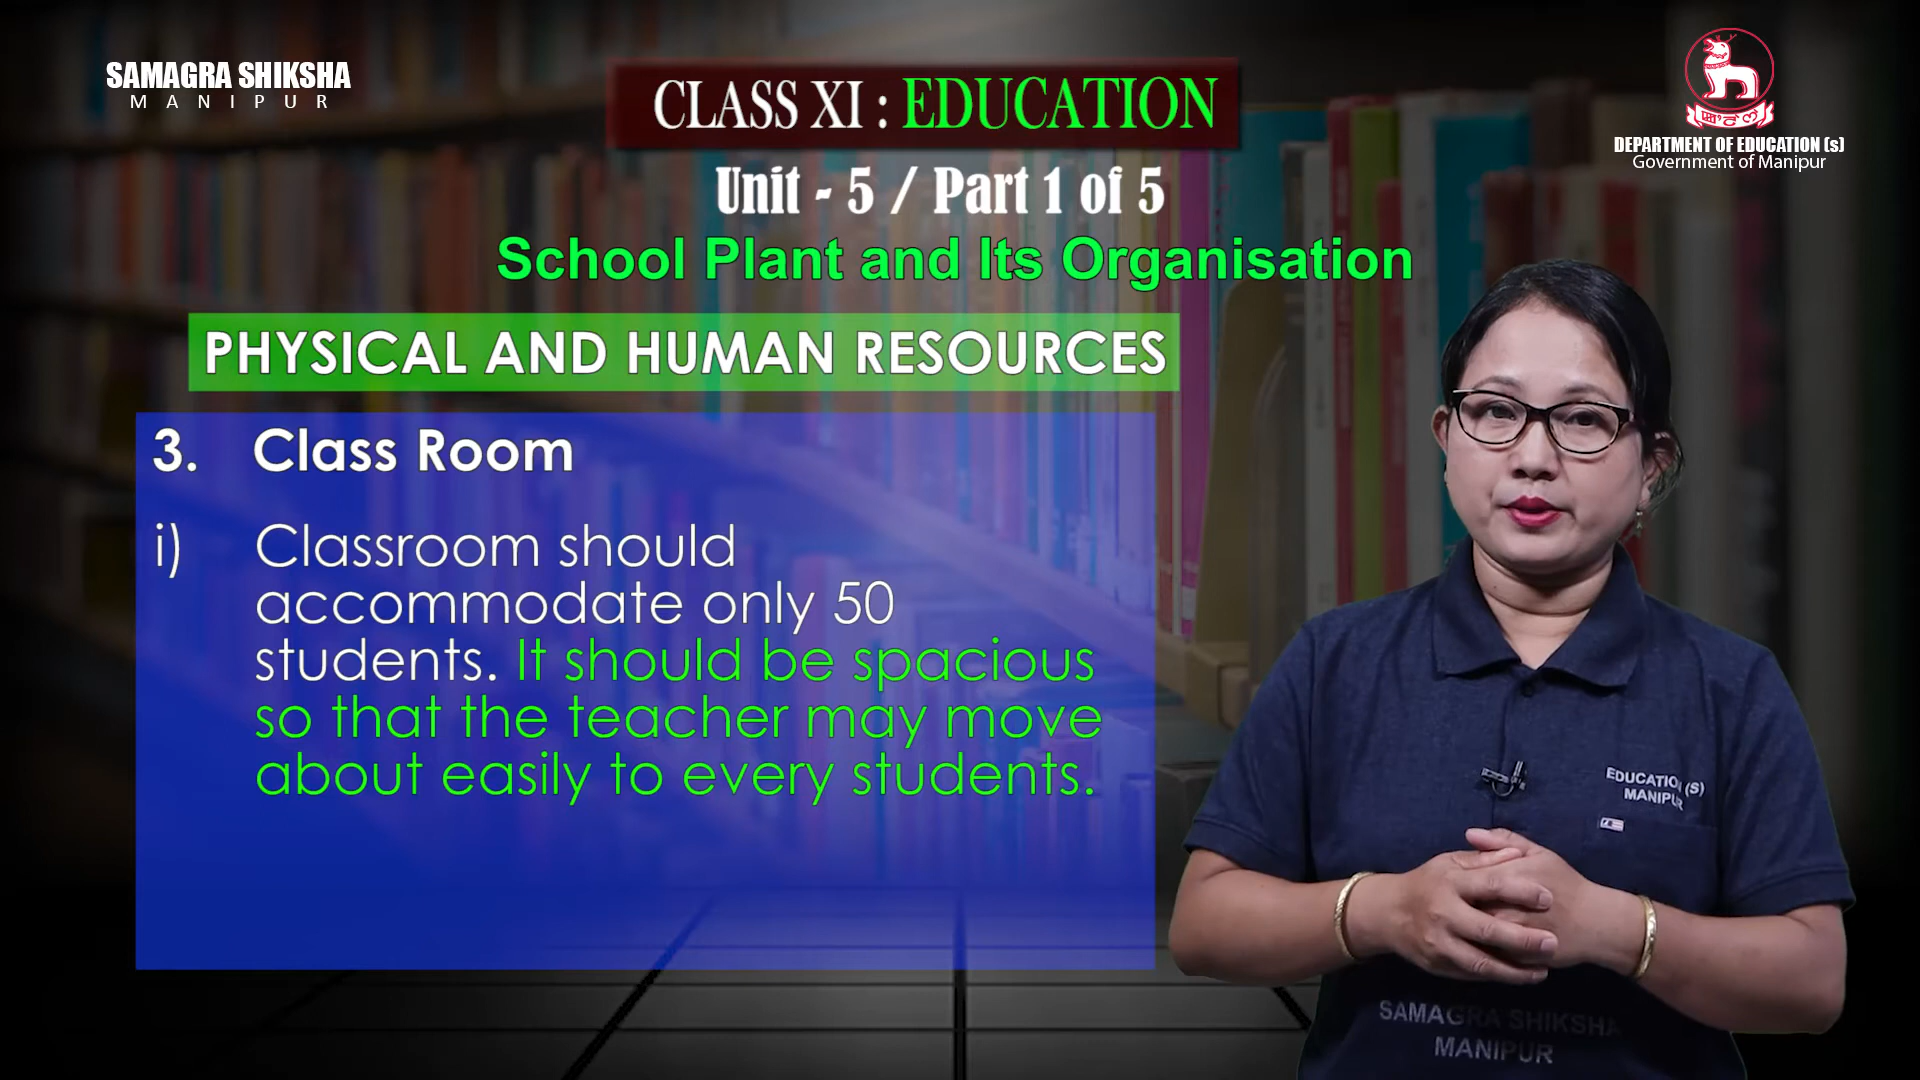 SAMAGRA SHIKSHA
MANIPUR
CLASS XI : EDUCATION
Unit - 5 / Part 1 of 5
School Plant and Its Organisation
DEPARTMENT OF EDUCATION (s)
Government of Manipur
PHYSICAL AND HUMAN RESOURCES
3. Class Room
i) Classroom should
accommodate only 50
students. It should be spacious
so that the teacher may move
about easily to every students.
EDUCATION (S)
MANIPUR
SAMAGRA SHIKSHA
MANIPUR